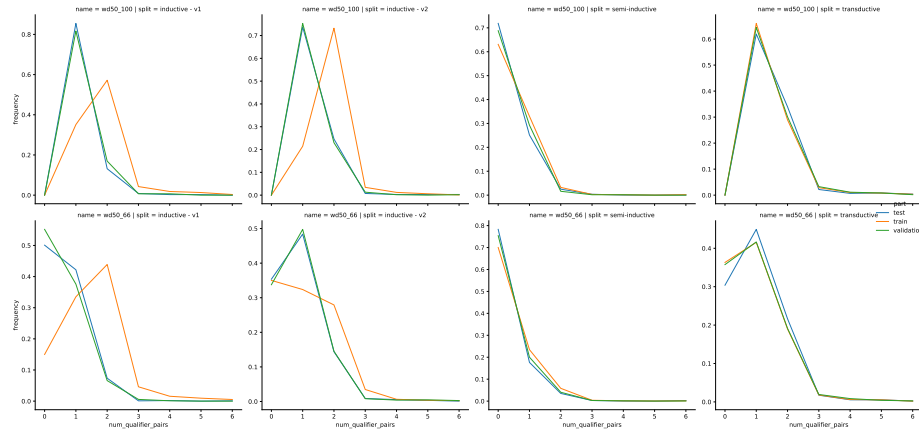 name = wd50_100 | split = inductive - v1
name = wd50_100 | split = inductive - v2
name = wd50_100 | split = semi-inductive
name = wd50_100 | split = transductive
frequency
0.8
0.6
0.4
0.2
0.0
0.7
0.6
0.5
0.4
0.3
0.2
0.1
0.0
0.7
0.6
0.5
0.4
0.3
0.2
0.1
0.0
0.6
0.5
0.4
0.3
0.2
0.1
0.0
part
test
train
validatio
name = wd50_66 | split = inductive - v1
name = wd50_66 | split = inductive - v2
name = wd50_66 | split = semi-inductive
name = wd50_66 | split = transductive
frequency
0.5
0.4
0.3
0.2
0.1
0.0
0.5
0.4
0.3
0.2
0.1
0.0
0.8
0.7
0.6
0.5
0.4
0.3
0.2
0.1
0.0
0.4
0.3
0.2
0.1
0.0
0 1 2 3 4 5 6
0 1 2 3 4 5 6
0 1 2 3 4 5 6
0 1 2 3 4 5 6
num_qualifier_pairs
num_qualifier_pairs
num_qualifier_pairs
num_qualifier_pairs